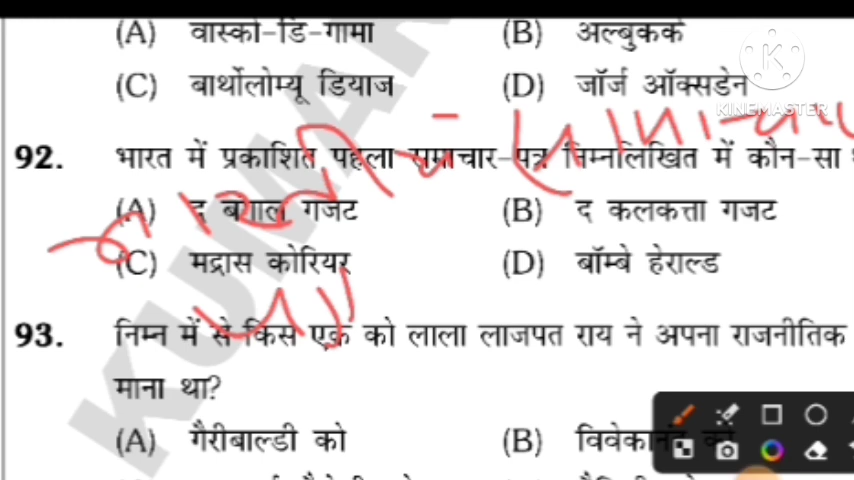 (A) वास्को-डि-गामा (B) अल्बुकर्क
(C) बार्थोलोम्यू डियाज (D) जॉर्ज ऑक्सडेन
KINEMASTER
92. भारत में प्रकाशित पहला समाचार-पत्र निम्नलिखित में कौन-सा
(A) द बंगाल गजट (B) द कलकत्ता गजट
(C) मद्रास कोरियर (D) बॉम्बे हेराल्ड
93. निम्न में से किस एक को लाला लाजपत राय ने अपना राजनीतिक
माना था?
(A) गैरीबाल्डी को (B) विवेकानंद को